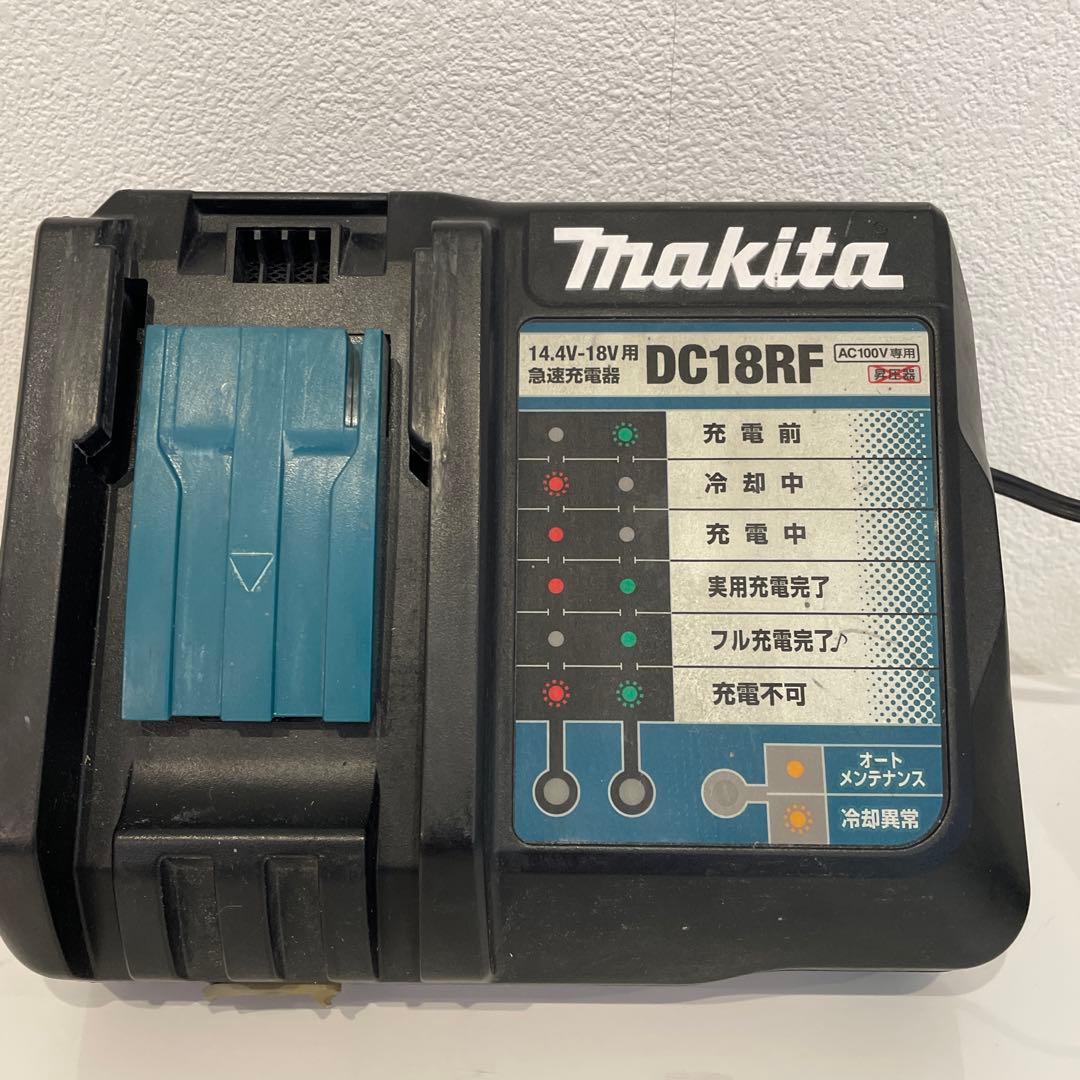 makita
14.4V-18V用
急速充電器
DC18RF
AC100V専用
昇圧器
充電前
冷却中
充電中
実用充電完了
フル充電完了♪
充電不可
オート
メンテナンス
冷却異常